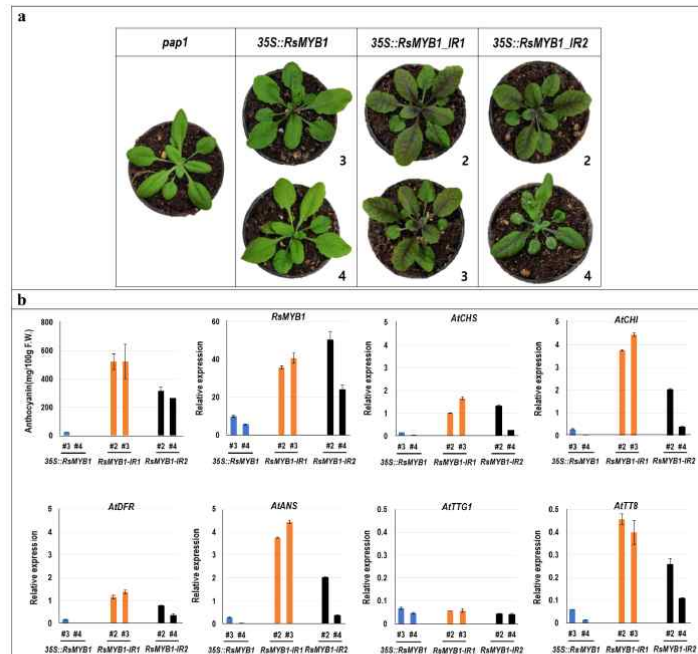 a
pap1 35S::RsMYB1 35S::RsMYB1_IR1 35S::RsMYB1_IR2
3 2 2
4 3 4
b
RsMYB1 AtCHS AtCHI
Anthocyanin(mg/100g F.W.)
800
600
400
200
0
#3 #4 #2 #3 #2 #4
35S::RsMYB1 RsMYB1-IR1 RsMYB1-IR2
Relative expression
60
40
20
0
#3 #4 #2 #3 #2 #4
35S::RsMYB1 RsMYB1-IR1 RsMYB1-IR2
Relative expression
5
4
3
2
1
0
#3 #4 #2 #3 #2 #4
35S::RsMYB1 RsMYB1-IR1 RsMYB1-IR2
Relative expression
5
4
3
2
1
0
#3 #4 #2 #3 #2 #4
35S::RsMYB1 RsMYB1-IR1 RsMYB1-IR2
AtDFR AtANS AtTTG1 AtTT8
Relative expression
5
4
3
2
1
0
#3 #4 #2 #3 #2 #4
35S::RsMYB1 RsMYB1-IR1 RsMYB1-IR2
Relative expression
5
4
3
2
1
0
#3 #4 #2 #3 #2 #4
35S::RsMYB1 RsMYB1-IR1 RsMYB1-IR2
Relative expression
0.5
0.4
0.3
0.2
0.1
0
#3 #4 #2 #3 #2 #4
35S::RsMYB1 RsMYB1-IR1 RsMYB1-IR2
Relative expression
0.5
0.4
0.3
0.2
0.1
0
#3 #4 #2 #3 #2 #4
35S::RsMYB1 RsMYB1-IR1 RsMYB1-IR2